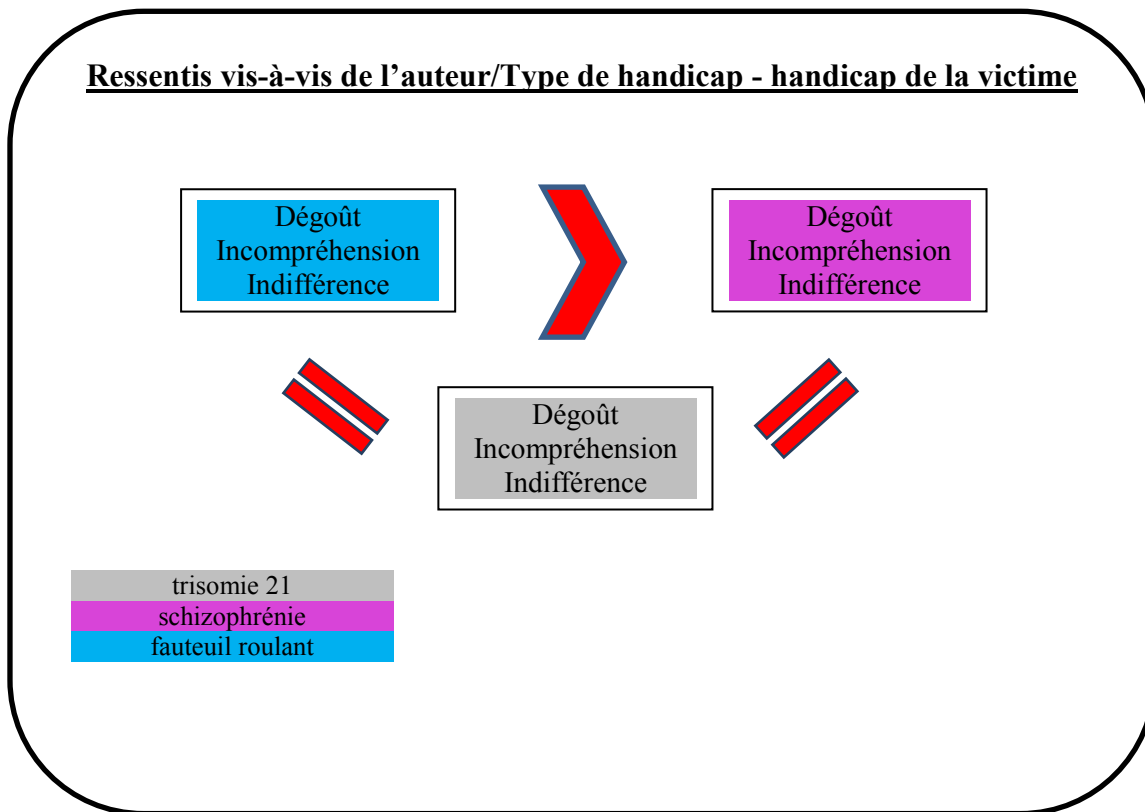 Ressentis vis-à-vis de l’auteur/Type de handicap - handicap de la victime
Dégoût
Incompréhension
Indifférence
Dégoût
Incompréhension
Indifférence
Dégoût
Incompréhension
Indifférence
trisomie 21
schizophrénie
fauteuil roulant